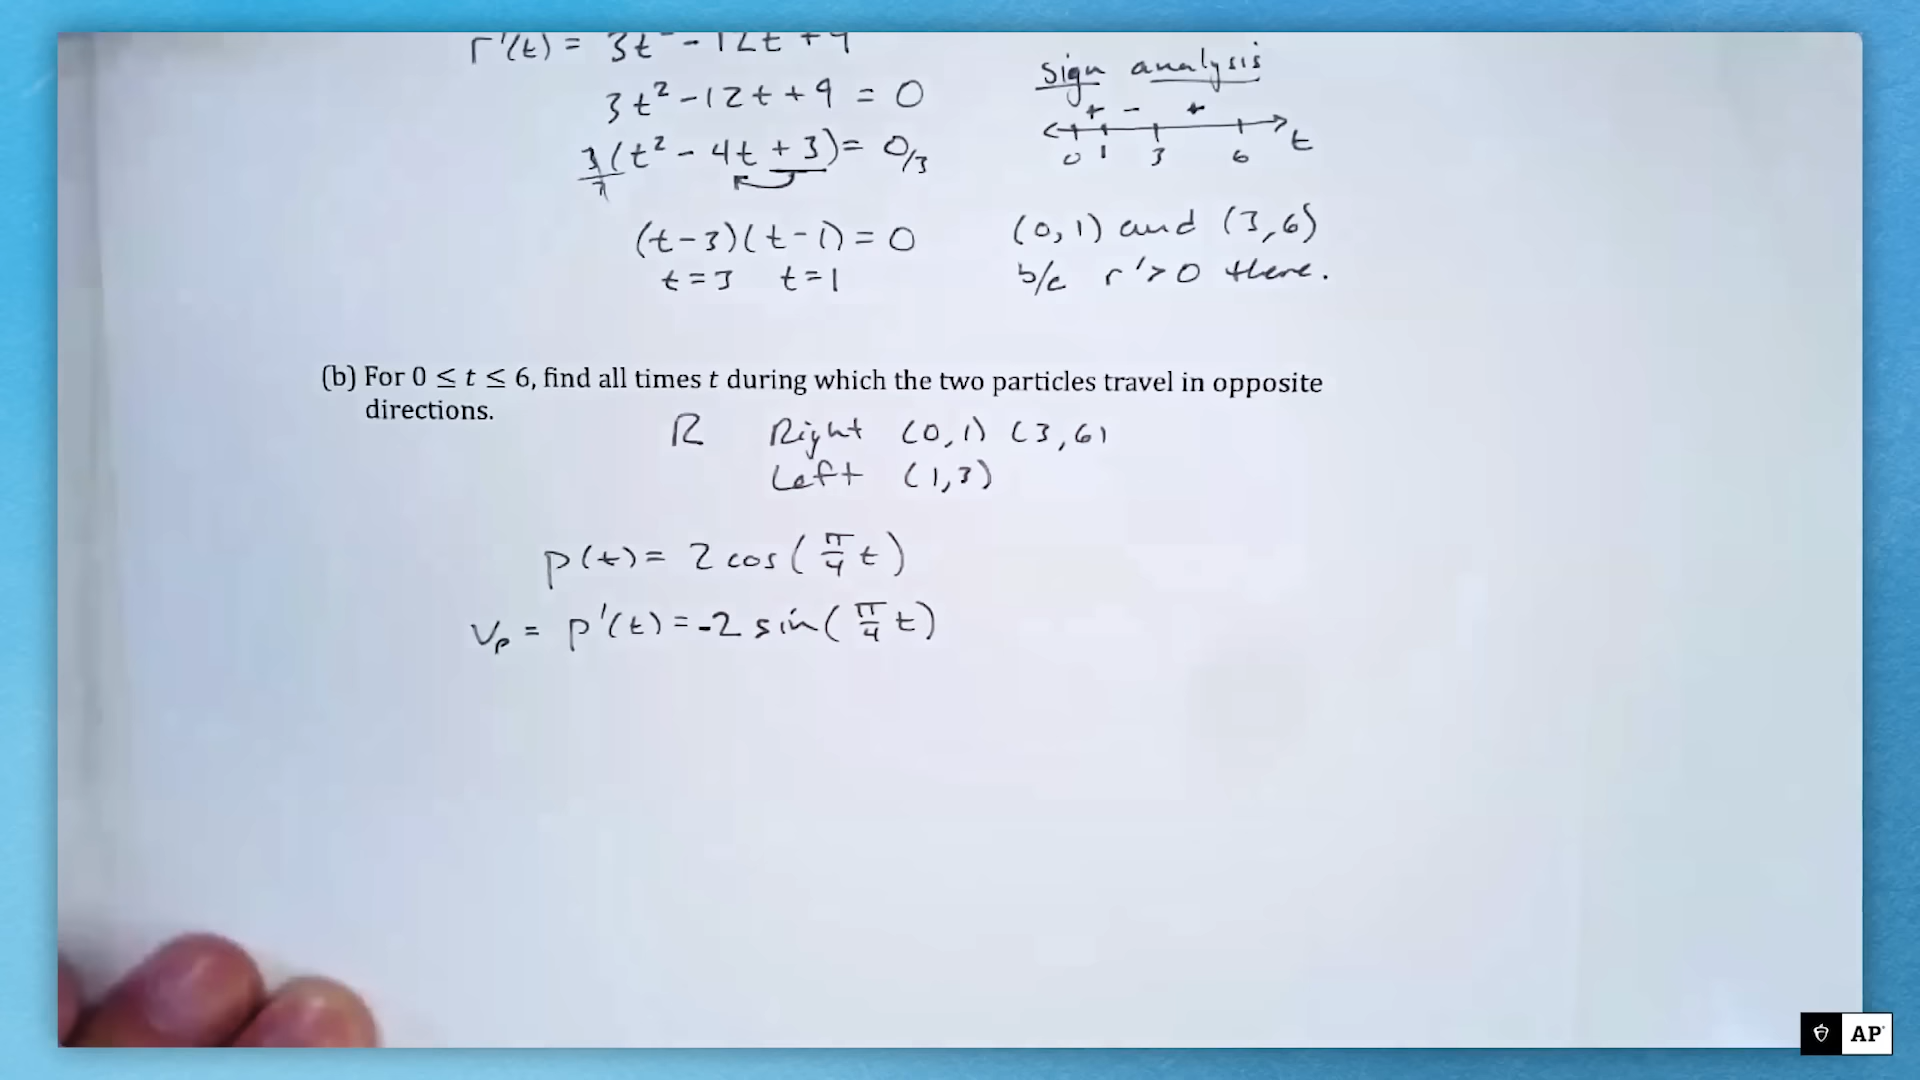 r'(t) = 3t² - 12t + 9
3t² - 12t + 9 = 0
3(t² - 4t + 3) = 0/3
3
(t-3)(t-1) = 0
t=3 t=1
sign analysis
+ - +
0 1 3 6 t
(0,1) and (3,6)
b/c r'>0 there.
(b) For 0 ≤ t ≤ 6, find all times t during which the two particles travel in opposite
directions.
R Right (0,1) (3,6)
Left (1,3)
p(t) = 2 cos(π/4 t)
Vₚ = p'(t) = -2 sin(π/4 t)
AP